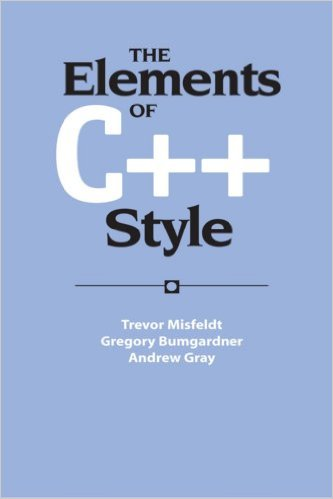 THE
Elements
OF
C++
Style
Trevor Misfeldt
Gregory Bumgardner
Andrew Gray